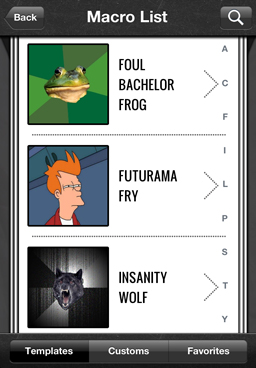 Back
Macro List
FOUL
BACHELOR
FROG
FUTURAMA
FRY
INSANITY
WOLF
A
C
F
I
L
P
S
T
Y
Templates
Customs
Favorites